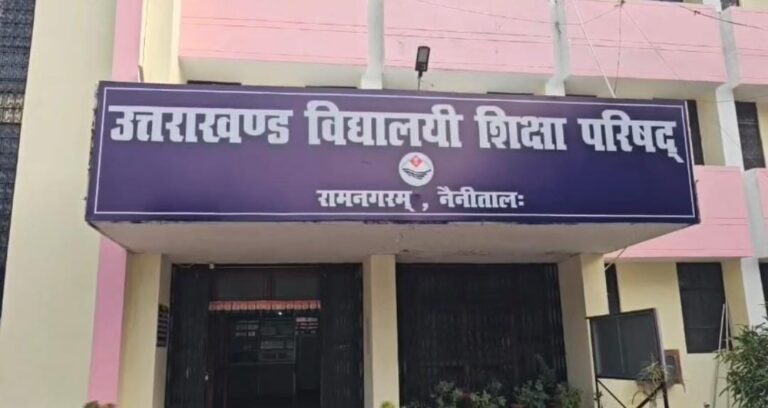 उत्तराखण्ड विद्यालयी शिक्षा परिषद्
रामनगरम् , नैनीतालः